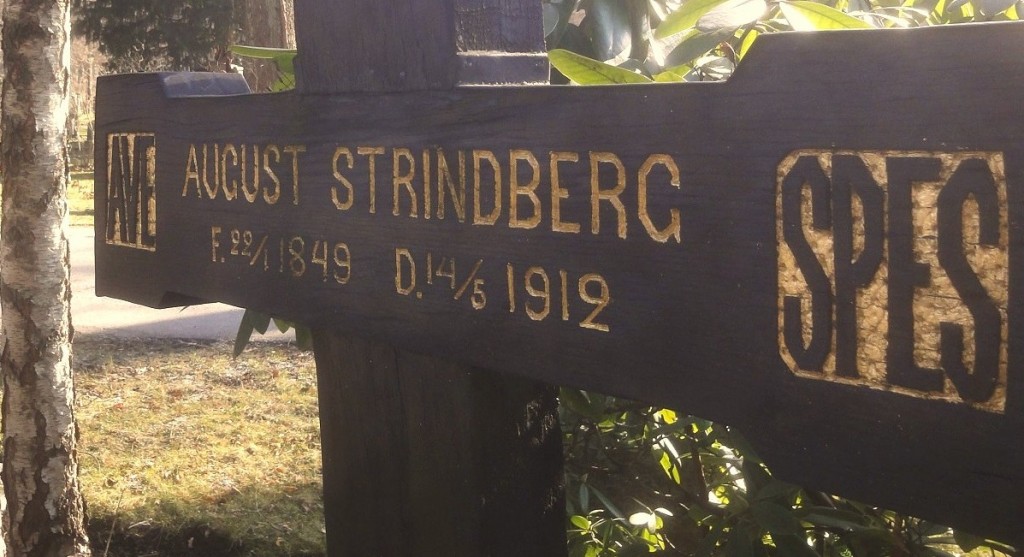 AVE AUGUST STRINDBERG SPES
F. 22/1 1849 D. 14/5 1912